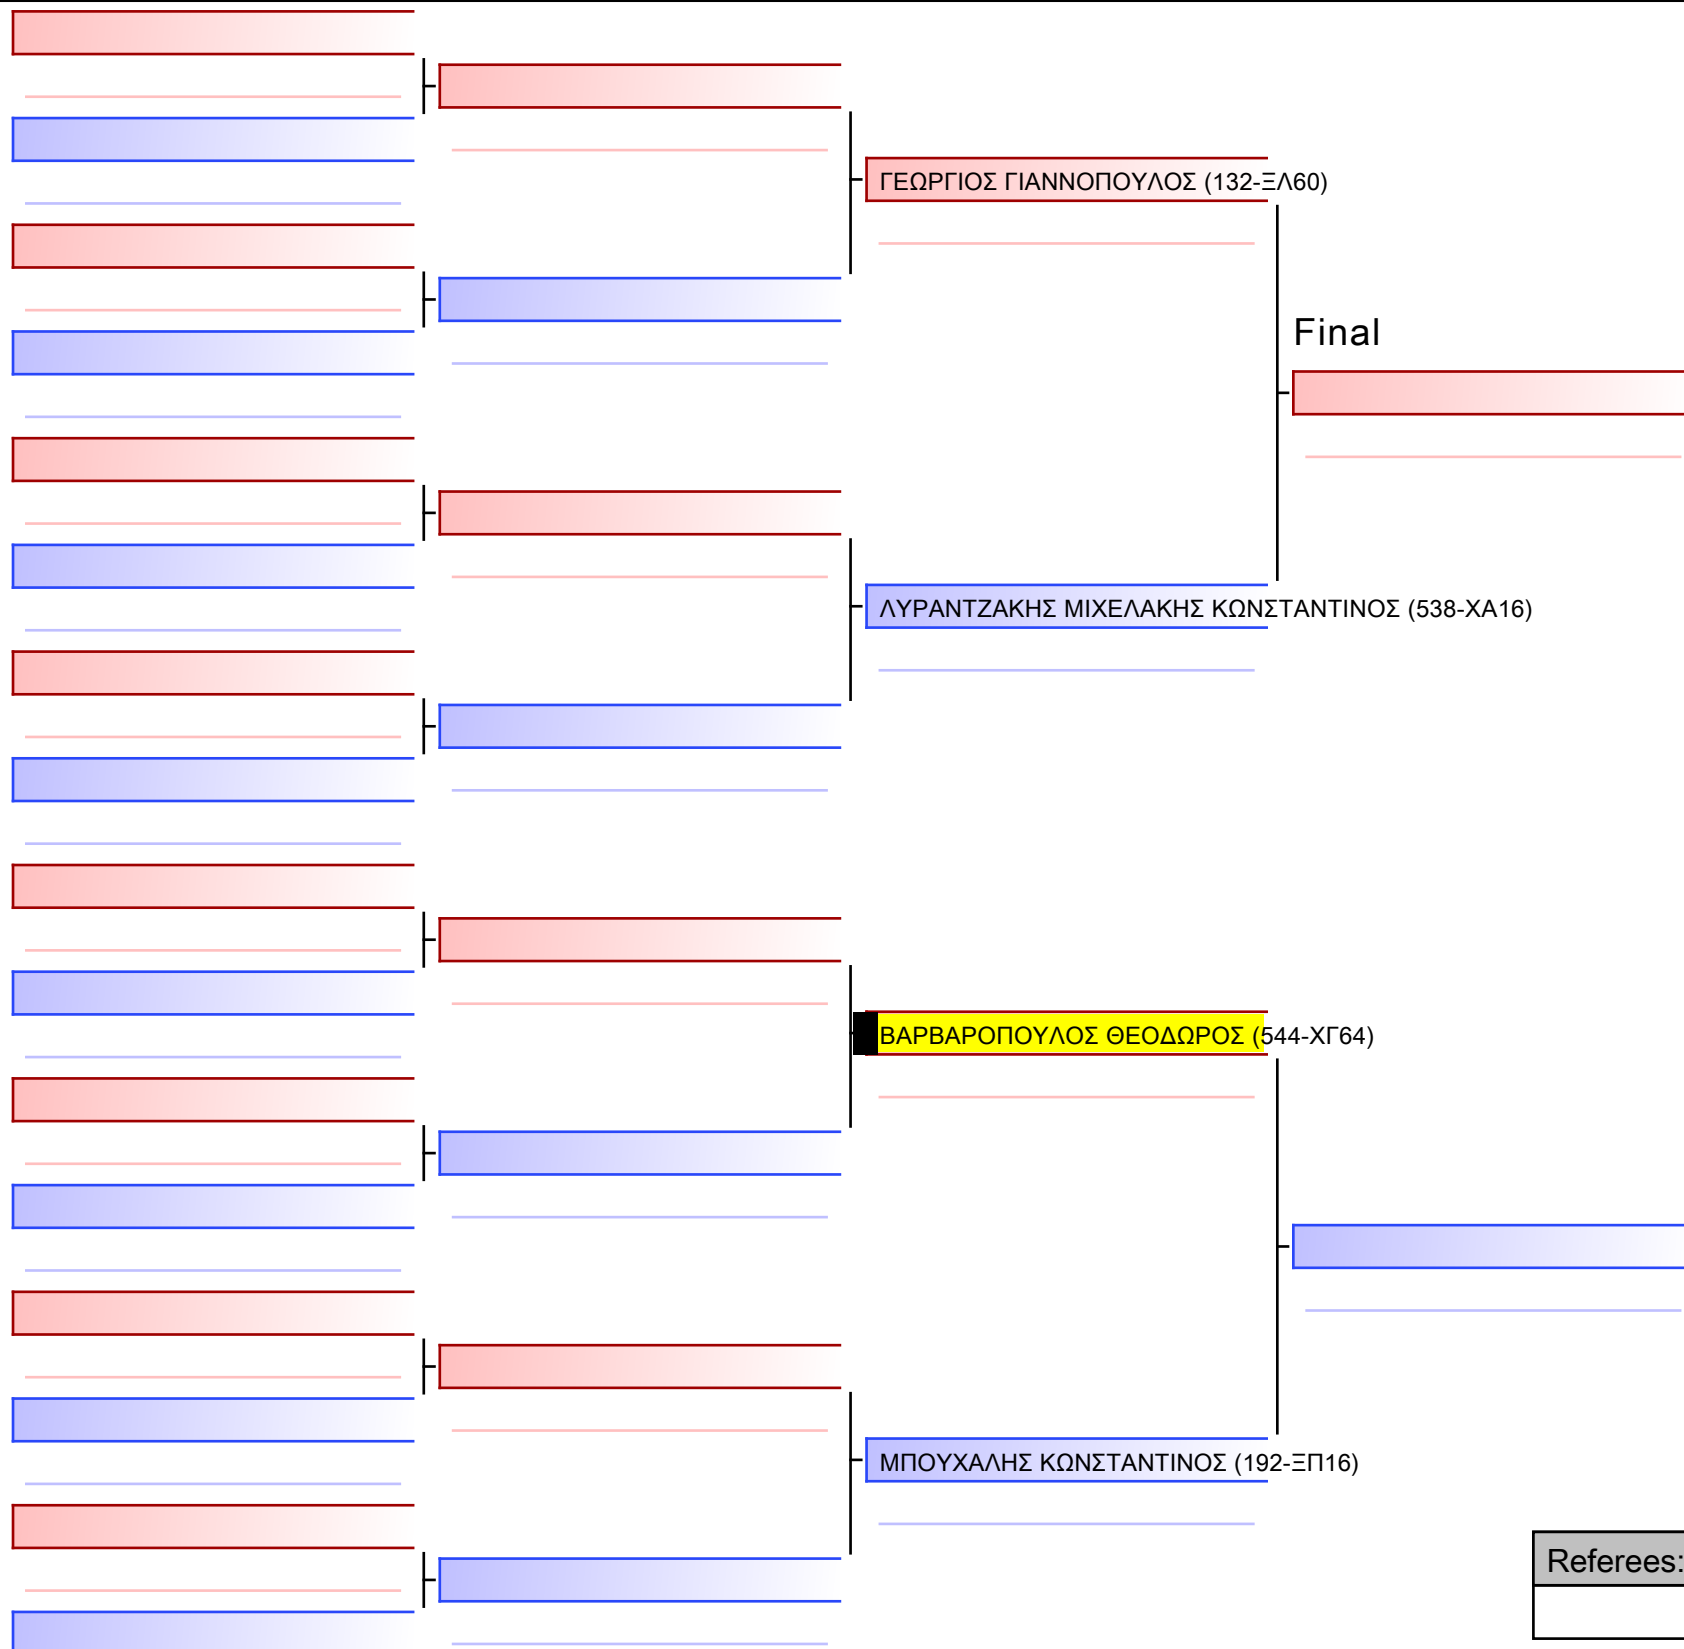 ΓΕΩΡΓΙΟΣ ΓΙΑΝΝΟΠΟΥΛΟΣ (132-ΞΛ60)
Final
ΛΥΡΑΝΤΖΑΚΗΣ ΜΙΧΕΛΑΚΗΣ ΚΩΝΣΤΑΝΤΙΝΟΣ (538-ΧΑ16)
ΒΑΡΒΑΡΟΠΟΥΛΟΣ ΘΕΟΔΩΡΟΣ (544-ΧΓ64)
ΜΠΟΥΧΑΛΗΣ ΚΩΝΣΤΑΝΤΙΝΟΣ (192-ΞΠ16)
Referees: